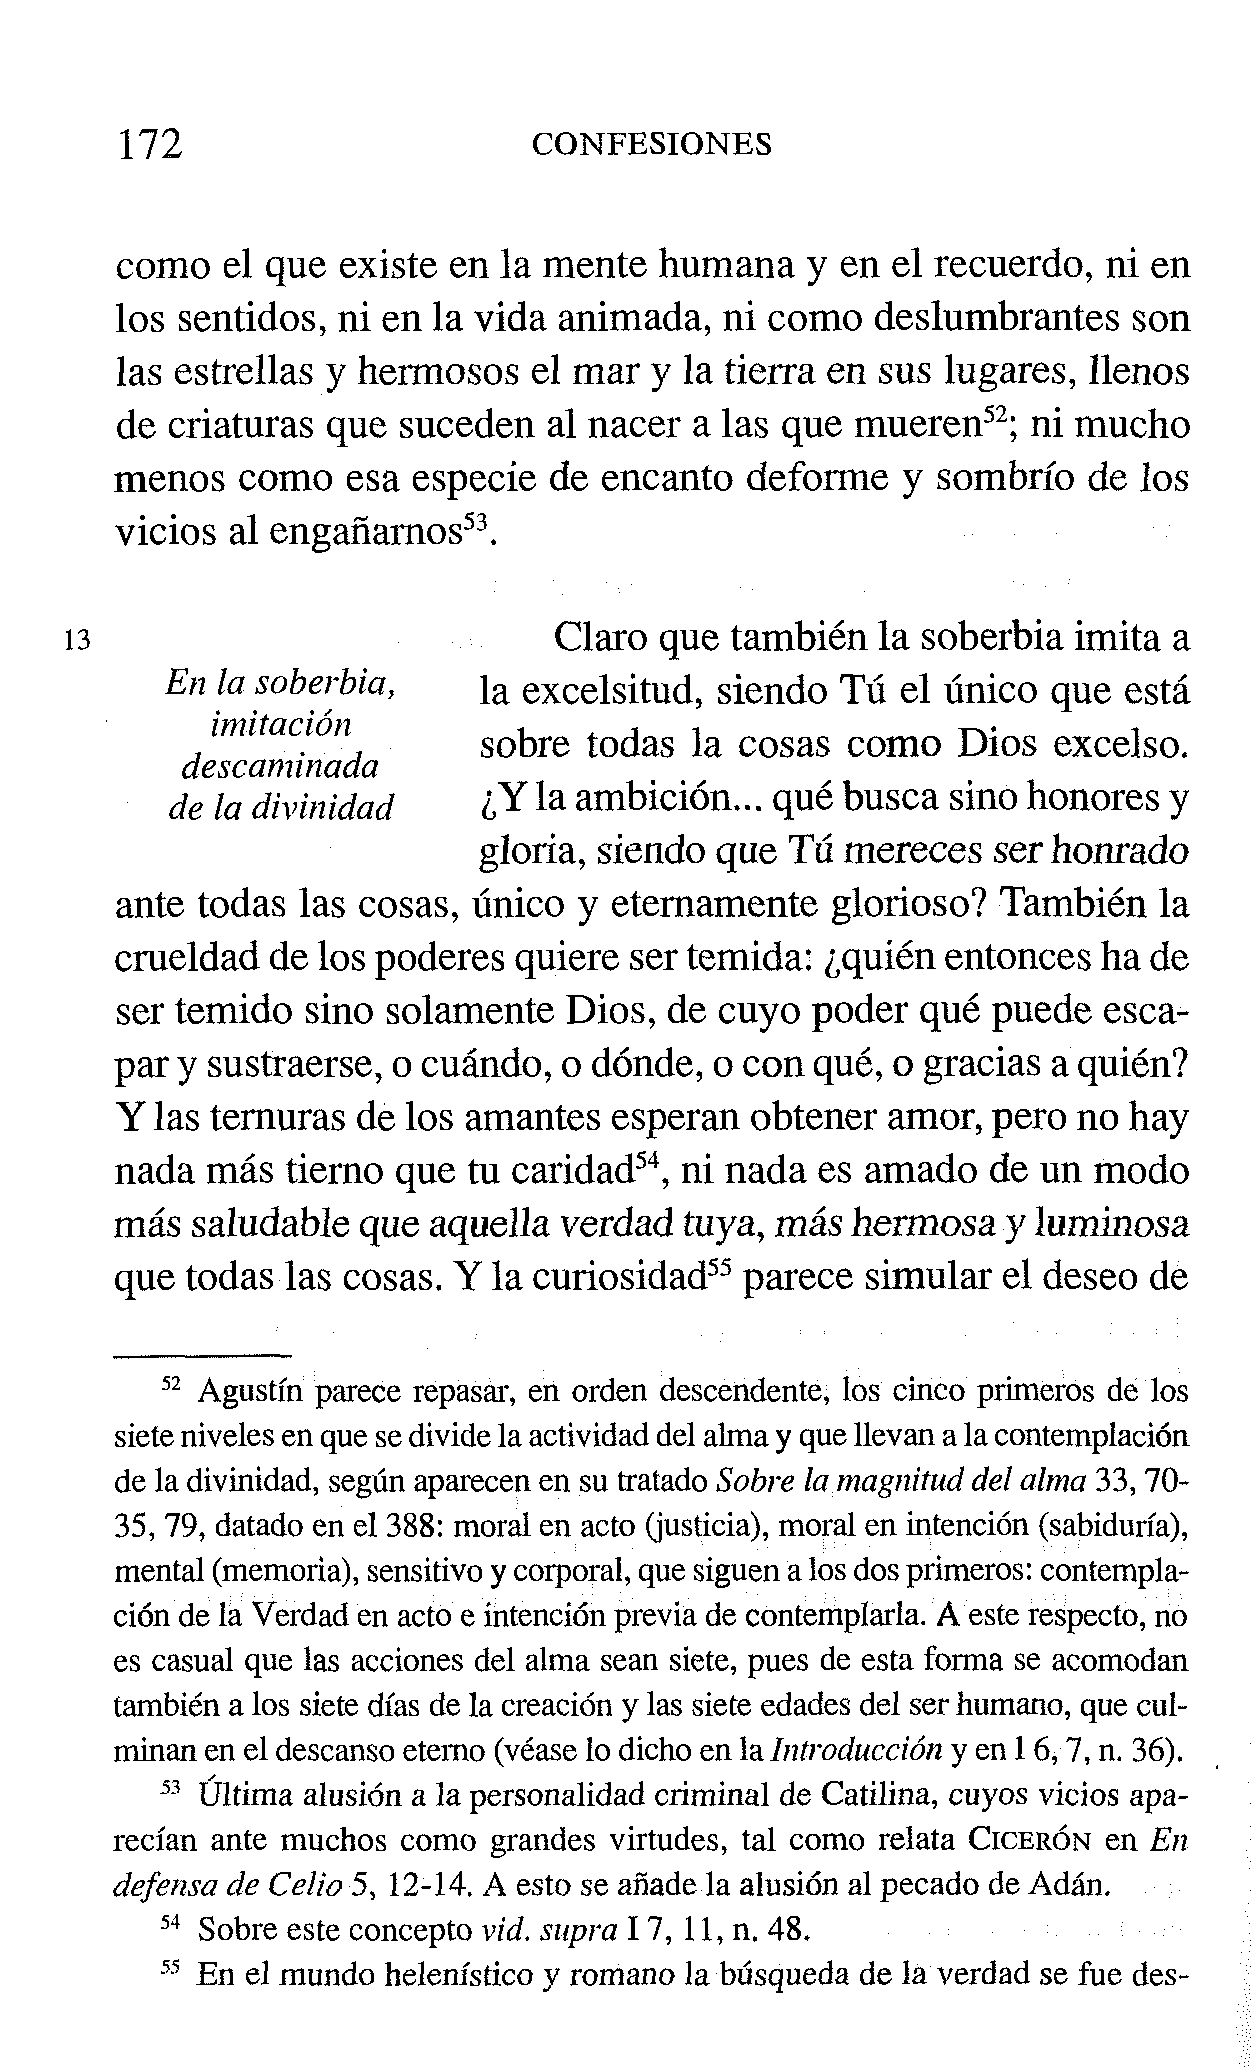 172 CONFESIONES
como el que existe en la mente humana y en el recuerdo, ni en
los sentidos, ni en la vida animada, ni como deslumbrantes son
las estrellas y hermosos el mar y la tierra en sus lugares, llenos
de criaturas que suceden al nacer a las que mueren⁵²; ni mucho
menos como esa especie de encanto deforme y sombrío de los
vicios al engañarnos⁵³.
13
En la soberbia,
imitación
descaminada
de la divinidad
Claro que también la soberbia imita a
la excelsitud, siendo Tú el único que está
sobre todas la cosas como Dios excelso.
¿Y la ambición... qué busca sino honores y
gloria, siendo que Tú mereces ser honrado
ante todas las cosas, único y eternamente glorioso? También la
crueldad de los poderes quiere ser temida: ¿quién entonces ha de
ser temido sino solamente Dios, de cuyo poder qué puede esca-
par y sustraerse, o cuándo, o dónde, o con qué, o gracias a quién?
Y las ternuras de los amantes esperan obtener amor, pero no hay
nada más tierno que tu caridad⁵⁴, ni nada es amado de un modo
más saludable que aquella verdad tuya, más hermosa y luminosa
que todas las cosas. Y la curiosidad⁵⁵ parece simular el deseo de
⁵² Agustín parece repasar, en orden descendente, los cinco primeros de los
siete niveles en que se divide la actividad del alma y que llevan a la contemplación
de la divinidad, según aparecen en su tratado Sobre la magnitud del alma 33, 70-
35, 79, datado en el 388: moral en acto (justicia), moral en intención (sabiduría),
mental (memoria), sensitivo y corporal, que siguen a los dos primeros: contempla-
ción de la Verdad en acto e intención previa de contemplarla. A este respecto, no
es casual que las acciones del alma sean siete, pues de esta forma se acomodan
también a los siete días de la creación y las siete edades del ser humano, que cul-
minan en el descanso eterno (véase lo dicho en la Introducción y en I 6, 7, n. 36).
⁵³ Última alusión a la personalidad criminal de Catilina, cuyos vicios apa-
recían ante muchos como grandes virtudes, tal como relata CICERÓN en En
defensa de Celio 5, 12-14. A esto se añade la alusión al pecado de Adán.
⁵⁴ Sobre este concepto vid. supra I 7, 11, n. 48.
⁵⁵ En el mundo helenístico y romano la búsqueda de la verdad se fue des-